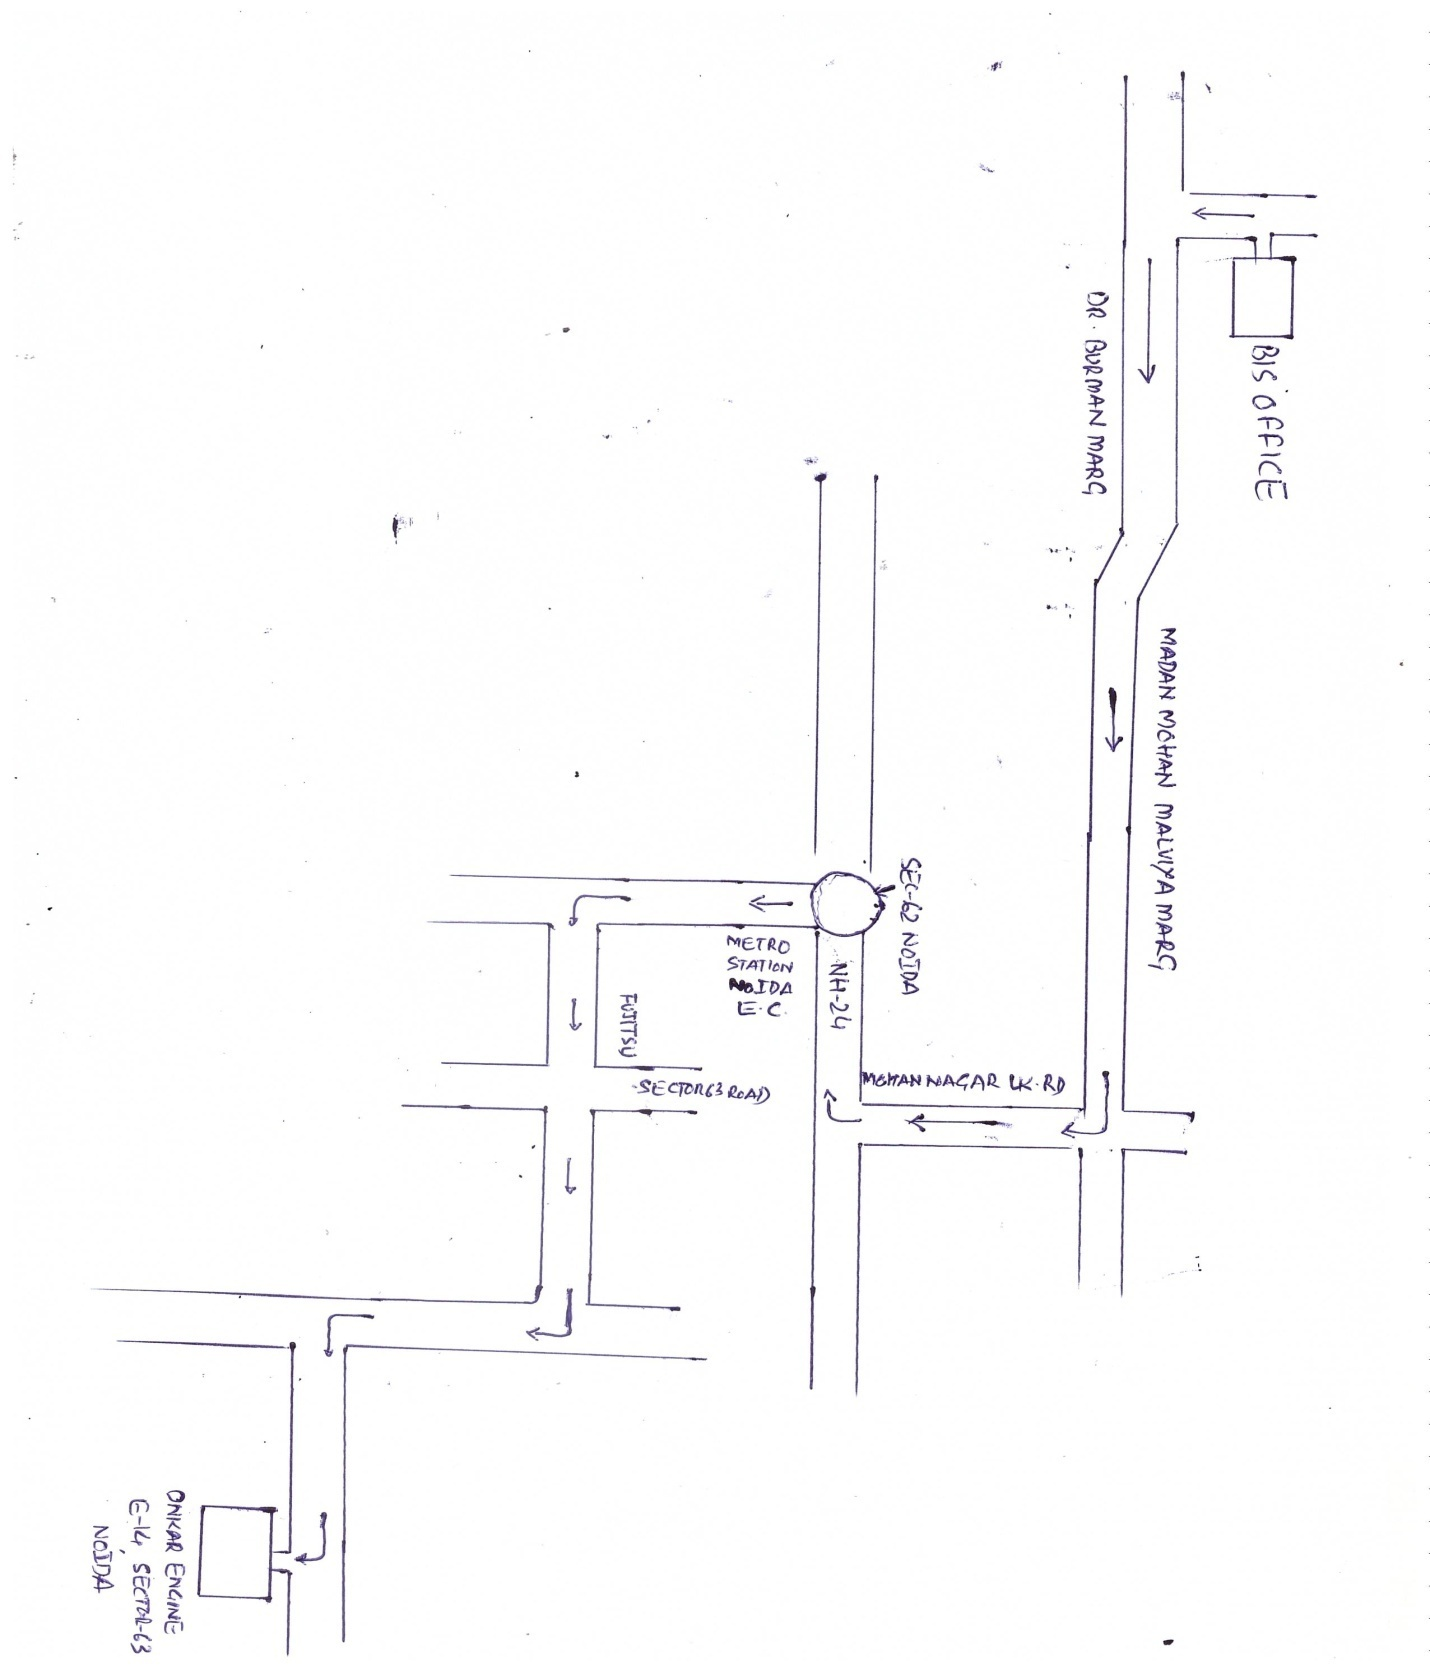 BIS OFFICE
DR. BURMAN MARG
MADAN MOHAN MALVIYA MARG
SEC-62 NOIDA
NH-24
METRO
STATION
NOIDA
E.C.
MOHAN NAGAR LK.RD
FUJITSU
SECTOR 63 ROAD
ONKAR ENGINE
E-14, SECTOR-63
NOIDA